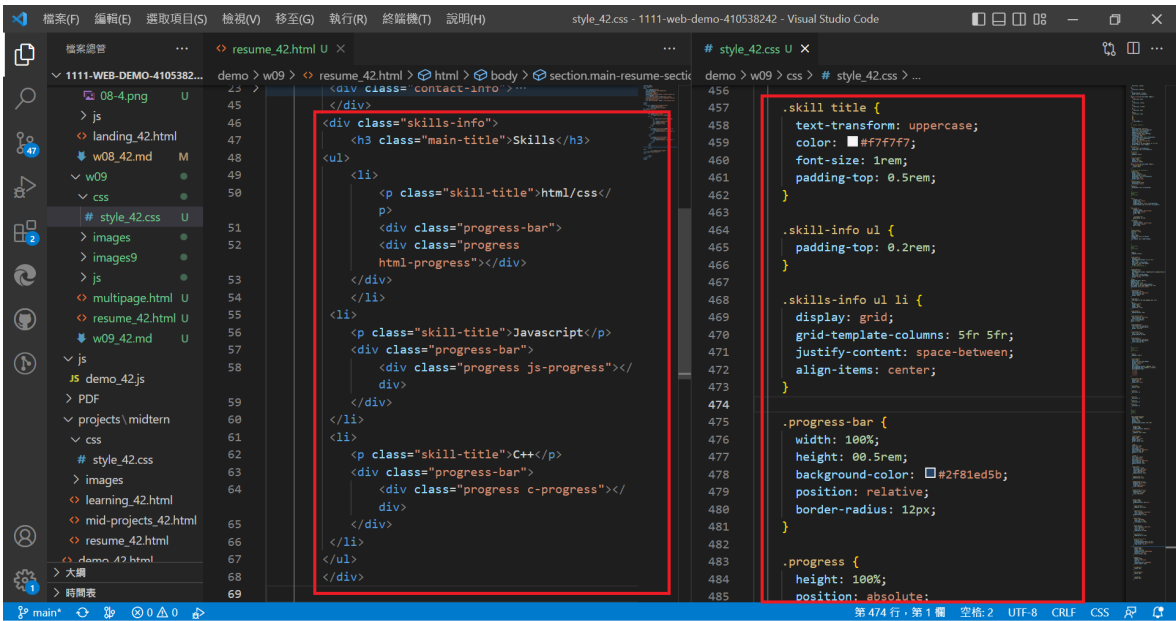 檔案(F) 編輯(E) 選取項目(S) 檢視(V) 移至(G) 執行(R) 終端機(T) 說明(H) style_42.css - 1111-web-demo-410538242 - Visual Studio Code
檔案總管 ···
1111-WEB-DEMO-4105382...
08-4.png U
js
landing_42.html
w08_42.md M
w09
css
# style_42.css U
images
images9
js
multipage.html U
resume_42.html U
w09_42.md U
js
JS demo_42.js
PDF
projects\midtern
css
# style_42.css
images
learning_42.html
mid-projects_42.html
resume_42.html
demo_42.html
大綱
時間表
47
2
1
resume_42.html U ×
···
demo > w09 > resume_42.html > html > body > section.main-resume-sectic
23 > <div class="contact-info">···
45 </div>
46 <div class="skills-info">
47 <h3 class="main-title">Skills</h3>
48 <ul>
49 <li>
50 <p class="skill-title">html/css</
p>
51 <div class="progress-bar">
52 <div class="progress
html-progress"></div>
53 </div>
54 </li>
55 <li>
56 <p class="skill-title">Javascript</p>
57 <div class="progress-bar">
58 <div class="progress js-progress"></
div>
59 </div>
60 </li>
61 <li>
62 <p class="skill-title">C++</p>
63 <div class="progress-bar">
64 <div class="progress c-progress"></
div>
65 </div>
66 </li>
67 </ul>
68 </div>
69
# style_42.css U ×
···
demo > w09 > css > # style_42.css > ...
456
457 .skill title {
458 text-transform: uppercase;
459 color: #f7f7f7;
460 font-size: 1rem;
461 padding-top: 0.5rem;
462 }
463
464 .skill-info ul {
465 padding-top: 0.2rem;
466 }
467
468 .skills-info ul li {
469 display: grid;
470 grid-template-columns: 5fr 5fr;
471 justify-content: space-between;
472 align-items: center;
473 }
474
475 .progress-bar {
476 width: 100%;
477 height: 00.5rem;
478 background-color: #2f81ed5b;
479 position: relative;
480 border-radius: 12px;
481 }
482
483 .progress {
484 height: 100%;
485 position: absolute;
main* 0 0 第 474 行，第 1 欄 空格: 2 UTF-8 CRLF CSS